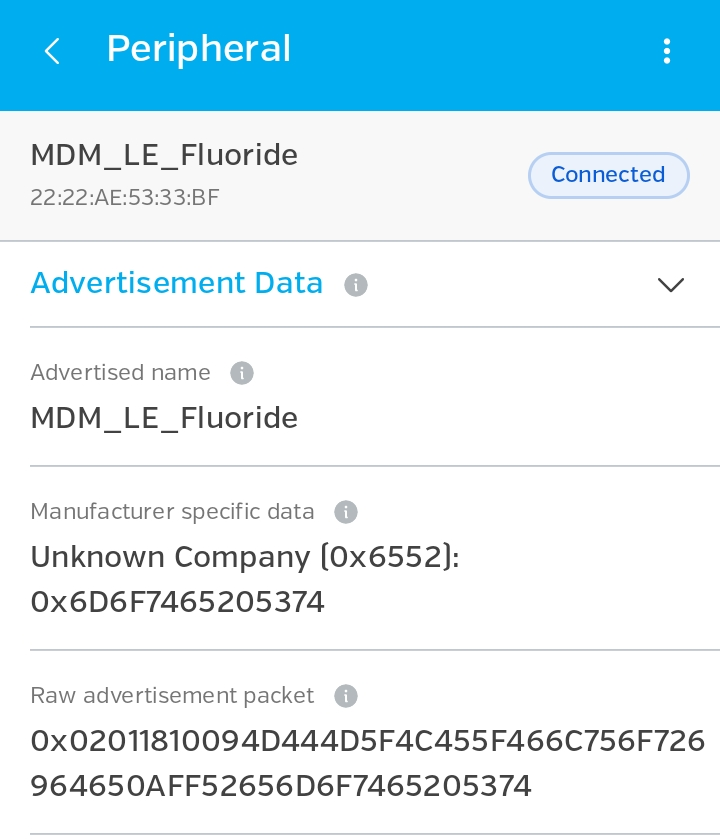 Peripheral
MDM_LE_Fluoride
22:22:AE:53:33:BF
Connected
Advertisement Data
Advertised name
MDM_LE_Fluoride
Manufacturer specific data
Unknown Company (0x6552):
0x6D6F7465205374
Raw advertisement packet
0x02011810094D444D5F4C455F466C756F726
964650AFF52656D6F7465205374